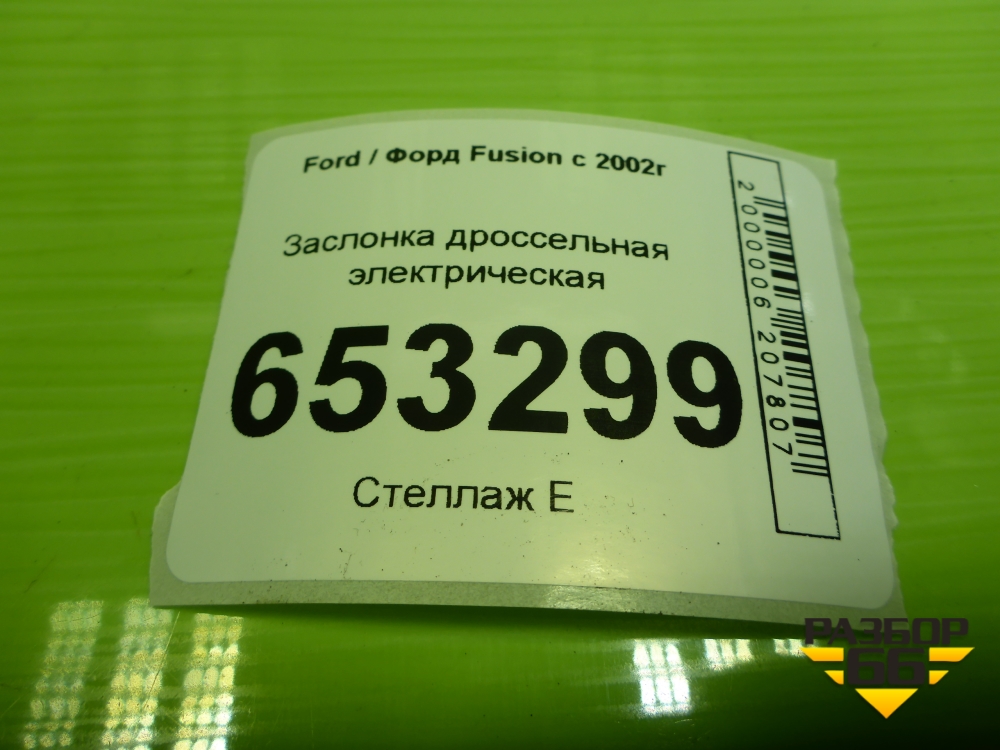 Ford / Форд Fusion с 2002г
Заслонка дроссельная
электрическая
653299
Стеллаж Е
2000006207807
РАЗБОР
66